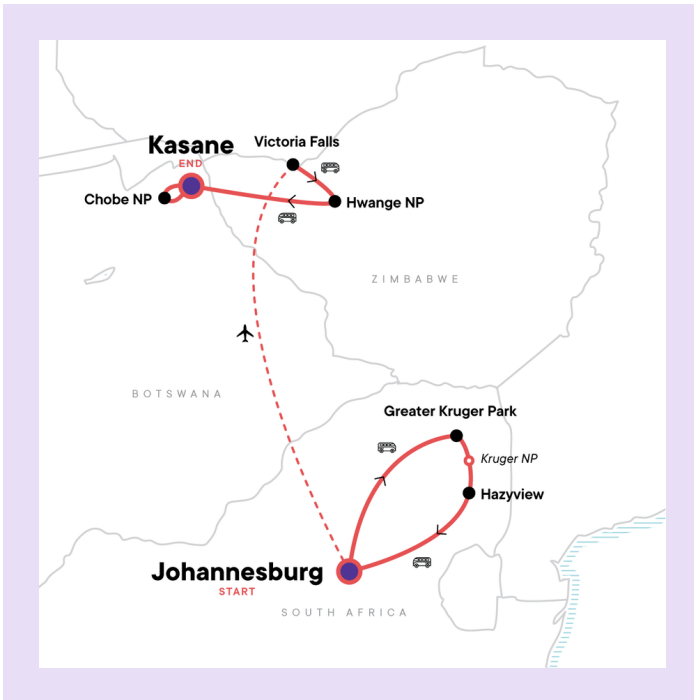 Kasane
END
Victoria Falls
Chobe NP
Hwange NP
ZIMBABWE
BOTSWANA
Greater Kruger Park
Kruger NP
Hazyview
Johannesburg
START
SOUTH AFRICA